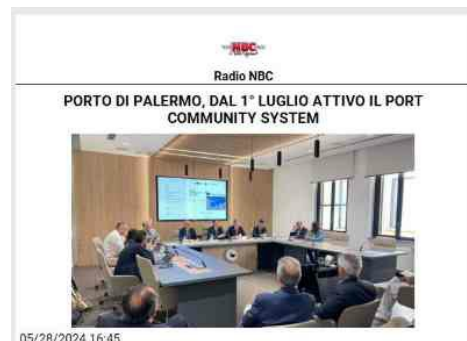 NBC
Radio NBC
PORTO DI PALERMO, DAL 1° LUGLIO ATTIVO IL PORT
COMMUNITY SYSTEM
05/28/2024 16:45